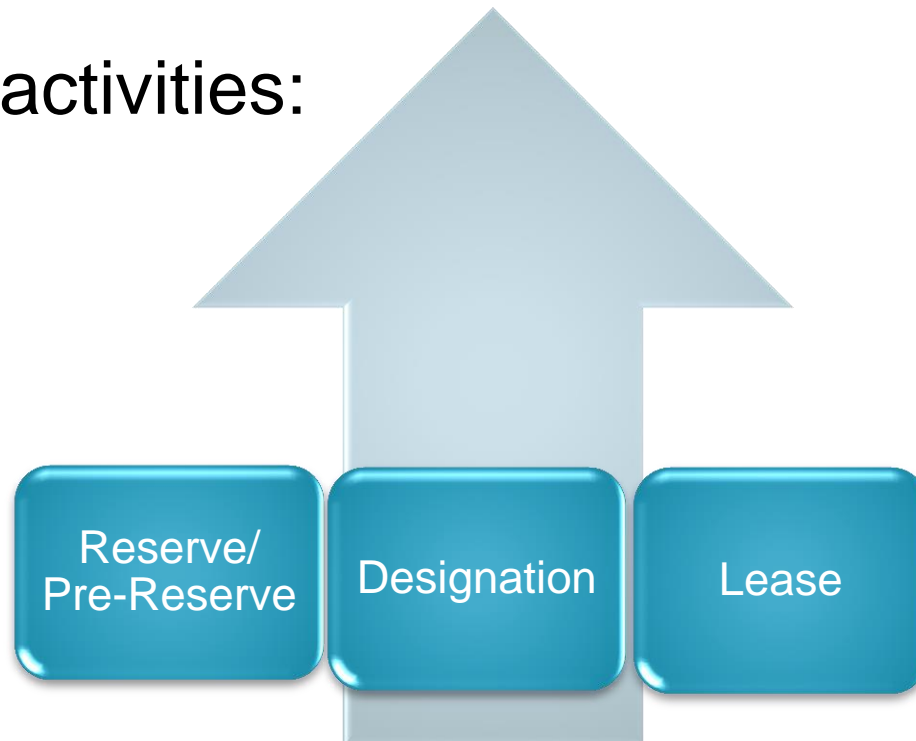 activities:
Reserve/
Pre-Reserve
Designation
Lease